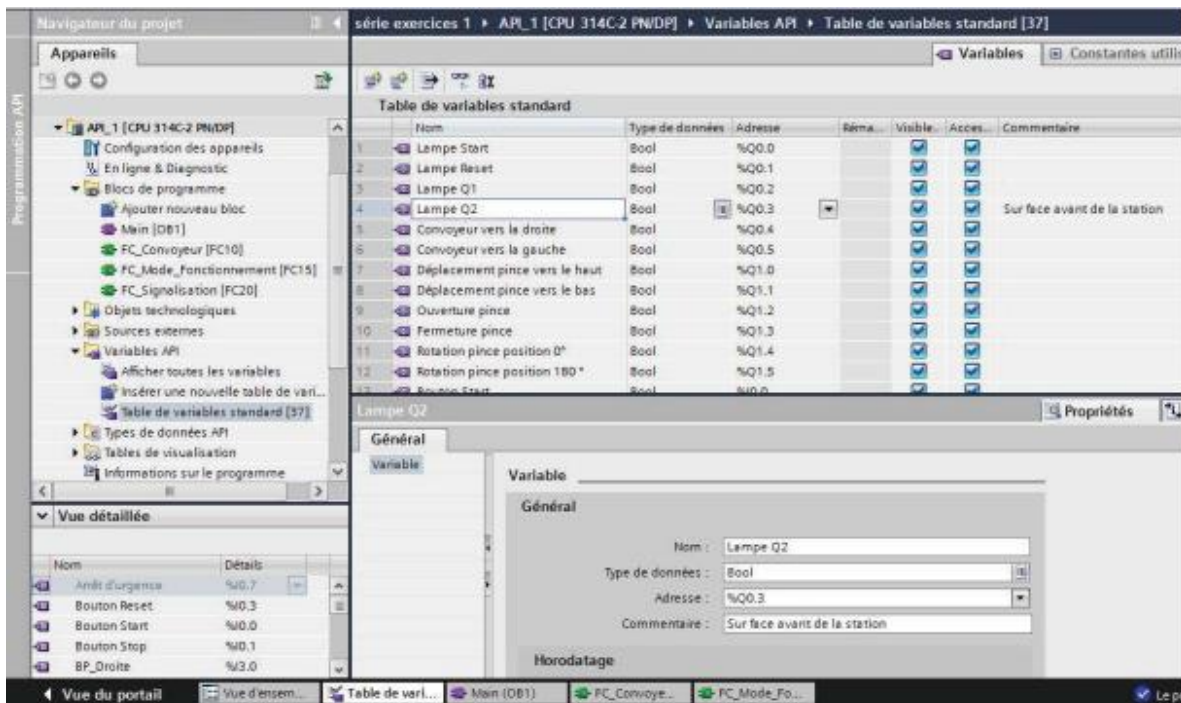 Navigateur du projet
série exercices 1 ▸ API_1 [CPU 314C-2 PN/DP] ▸ Variables API ▸ Table de variables standard [37]
Appareils
Variables
Constantes utilis
Programmation API
API_1 [CPU 314C-2 PN/DP]
Configuration des appareils
En ligne & Diagnostic
Blocs de programme
Ajouter nouveau bloc
Main [OB1]
FC_Convoyeur [FC10]
FC_Mode_Fonctionnement [FC15]
FC_Signalisation [FC20]
Objets technologiques
Sources externes
Variables API
Afficher toutes les variables
Insérer une nouvelle table de vari...
Table de variables standard [37]
Types de données API
Tables de visualisation
Informations sur le programme
Table de variables standard
Nom Type de données Adresse Réma... Visible.. Acces... Commentaire
1 Lampe Start Bool %Q0.0
2 Lampe Reset Bool %Q0.1
3 Lampe Q1 Bool %Q0.2
4 Lampe Q2 Bool %Q0.3 Sur face avant de la station
5 Convoyeur vers la droite Bool %Q0.4
6 Convoyeur vers la gauche Bool %Q0.5
7 Déplacement pince vers le haut Bool %Q1.0
8 Déplacement pince vers le bas Bool %Q1.1
9 Ouverture pince Bool %Q1.2
10 Fermeture pince Bool %Q1.3
11 Rotation pince position 0° Bool %Q1.4
12 Rotation pince position 180° Bool %Q1.5
13 Bouton Start Bool %I0.0
Vue détaillée
Nom Détails
Arrêt d'urgence %I0.7
Bouton Reset %I0.3
Bouton Start %I0.0
Bouton Stop %I0.1
BP_Droite %I3.0
Lampe Q2
Propriétés
Général
Variable
Variable
Général
Nom : Lampe Q2
Type de données : Bool
Adresse : %Q0.3
Commentaire : Sur face avant de la station
Horodatage
Vue du portail
Vue d'ensem...
Table de vari...
Main (OB1)
FC_Convoye...
FC_Mode_Fo...
Le p